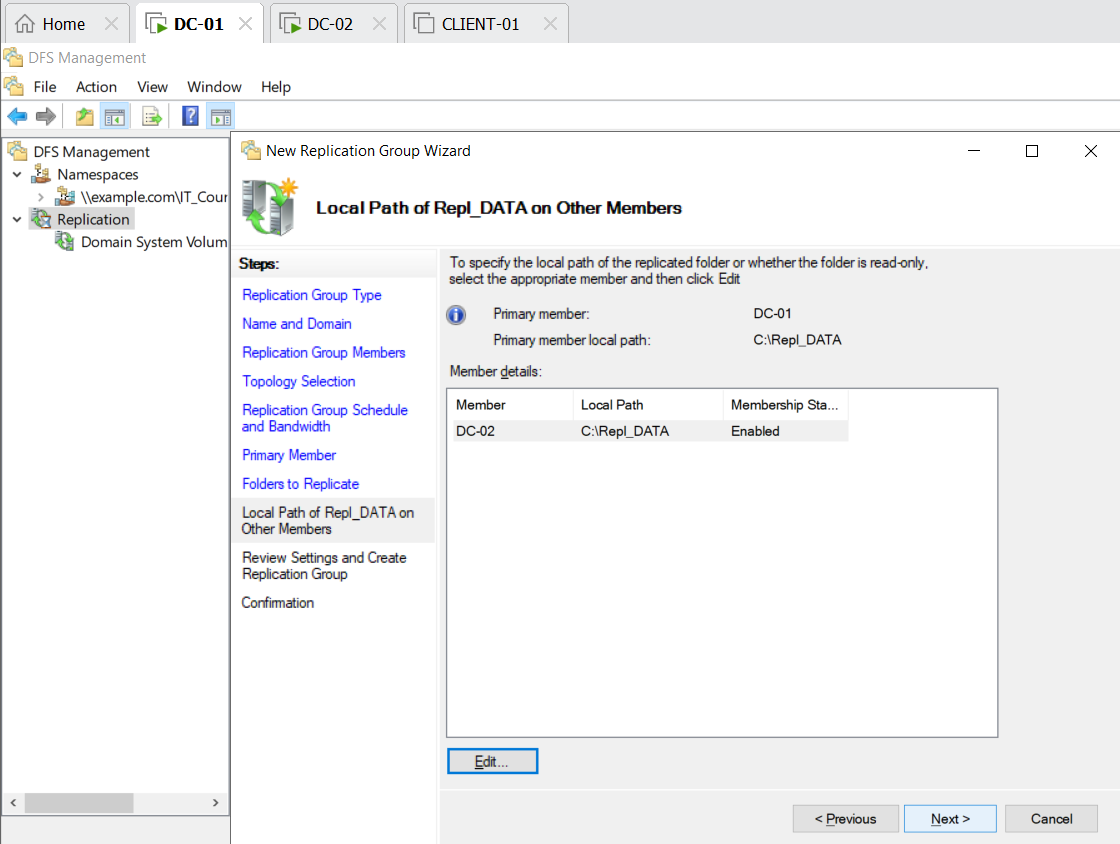 Home
DC-01
DC-02
CLIENT-01
DFS Management
File Action View Window Help
DFS Management
Namespaces
\\example.com\IT_Cour
Replication
Domain System Volum
New Replication Group Wizard
Local Path of Repl_DATA on Other Members
Steps:
Replication Group Type
Name and Domain
Replication Group Members
Topology Selection
Replication Group Schedule
and Bandwidth
Primary Member
Folders to Replicate
Local Path of Repl_DATA on
Other Members
Review Settings and Create
Replication Group
Confirmation
To specify the local path of the replicated folder or whether the folder is read-only,
select the appropriate member and then click Edit
Primary member: DC-01
Primary member local path: C:\Repl_DATA
Member details:
Member Local Path Membership Sta...
DC-02 C:\Repl_DATA Enabled
Edit...
< Previous Next > Cancel